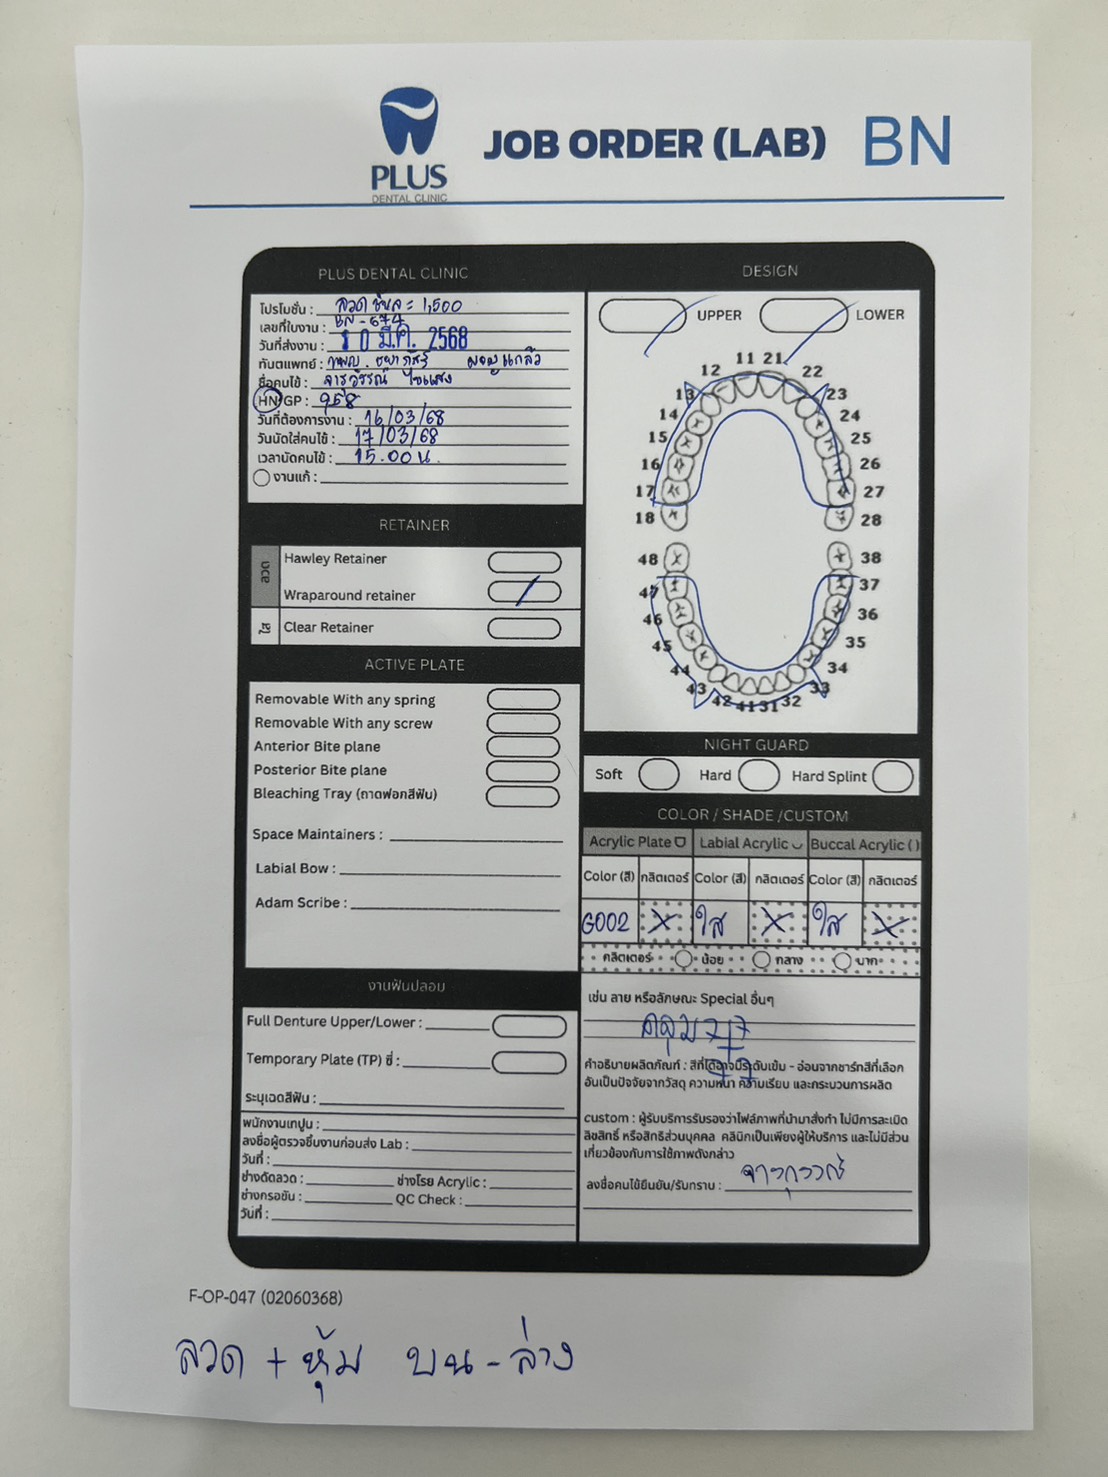 PLUS
DENTAL CLINIC
JOB ORDER (LAB) BN
PLUS DENTAL CLINIC
โปรโมชั่น : ลวด ชิ้นละ 1,500
เลขที่ใบงาน : BN-674
วันที่ส่งงาน : 10 มี.ค. 2568
ทันตแพทย์ :
ชื่อคนไข้ :
HN/GP : 958
วันที่ต้องการงาน : 16/03/68
วันนัดใส่คนไข้ : 17/03/68
เวลานัดคนไข้ : 15.00 น.
งานแก้ :
RETAINER
ลวด
Hawley Retainer
Wraparound retainer
ใส
Clear Retainer
ACTIVE PLATE
Removable With any spring
Removable With any screw
Anterior Bite plane
Posterior Bite plane
Bleaching Tray (ถาดฟอกสีฟัน)
Space Maintainers :
Labial Bow :
Adam Scribe :
งานฟันปลอม
Full Denture Upper/Lower :
Temporary Plate (TP) ซี่ :
ระบุเฉดสีฟัน :
พนักงานเทปูน :
ลงชื่อผู้ตรวจชิ้นงานก่อนส่ง Lab :
วันที่ :
ช่างดัดลวด : ช่างโรย Acrylic :
ช่างกรอขัน : QC Check :
วันที่ :
DESIGN
UPPER LOWER
11 21
12 22
13 23
14 24
15 25
16 26
17 27
18 28
48 38
47 37
46 36
45 35
44 34
43 33
42 41 31 32
NIGHT GUARD
Soft Hard Hard Splint
COLOR / SHADE /CUSTOM
Acrylic Plate Labial Acrylic Buccal Acrylic ( )
Color (สี) กลิตเตอร์ Color (สี) กลิตเตอร์ Color (สี) กลิตเตอร์
G002 X ใส X ใส X
กลิตเตอร์ น้อย กลาง มาก
เช่น ลาย หรือลักษณะ Special อื่นๆ
คลุม 7 7
7 7
คำอธิบายผลิตภัณฑ์ : สีที่ได้อาจมีระดับเข้ม - อ่อนจากชาร์ทสีที่เลือก
อันเป็นปัจจัยจากวัสดุ ความหนา ความเรียบ และกระบวนการผลิต
custom : ผู้รับบริการรับรองว่าไฟล์ภาพที่นำมาสั่งทำ ไม่มีการละเมิด
ลิขสิทธิ์ หรือสิทธิส่วนบุคคล คลินิกเป็นเพียงผู้ให้บริการ และไม่มีส่วน
เกี่ยวข้องกับการใช้ภาพดังกล่าว
ลงชื่อคนไข้ยืนยัน/รับทราบ :
F-OP-047 (02060368)
ลวด + หุ้ม บน - ล่าง